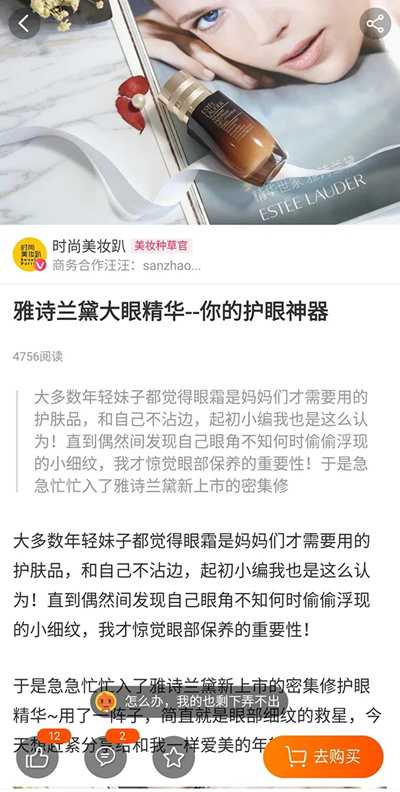 ESTEE LAUDER
时尚美妆趴 美妆种草官
商务合作汪汪：sanzhao...
雅诗兰黛大眼精华--你的护眼神器
4756阅读
大多数年轻妹子都觉得眼霜是妈妈们才需要用的
护肤品，和自己不沾边，起初小编我也是这么认
为！直到偶然间发现自己眼角不知何时偷偷浮现
的小细纹，我才惊觉眼部保养的重要性！于是急
急忙忙入了雅诗兰黛新上市的密集修
大多数年轻妹子都觉得眼霜是妈妈们才需要用的
护肤品，和自己不沾边，起初小编我也是这么认
为！直到偶然间发现自己眼角不知何时偷偷浮现
的小细纹，我才惊觉眼部保养的重要性！
于是急急忙忙入了雅诗兰黛新上市的密集修护眼
怎么办，我的也剩下弄不出
精华~用了一阵子，简直就是眼部细纹的救星，今
12
2
去购买